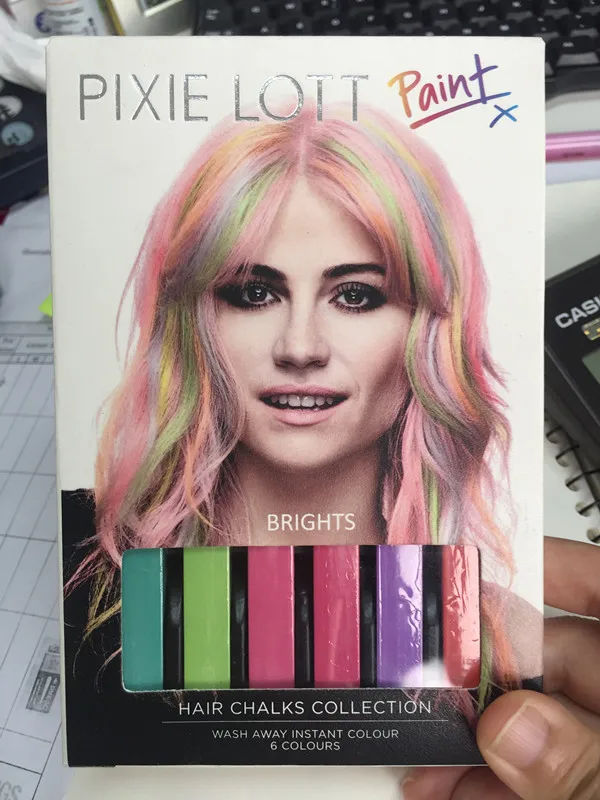 PIXIE LOTT Paint
x
BRIGHTS
HAIR CHALKS COLLECTION
WASH AWAY INSTANT COLOUR
6 COLOURS